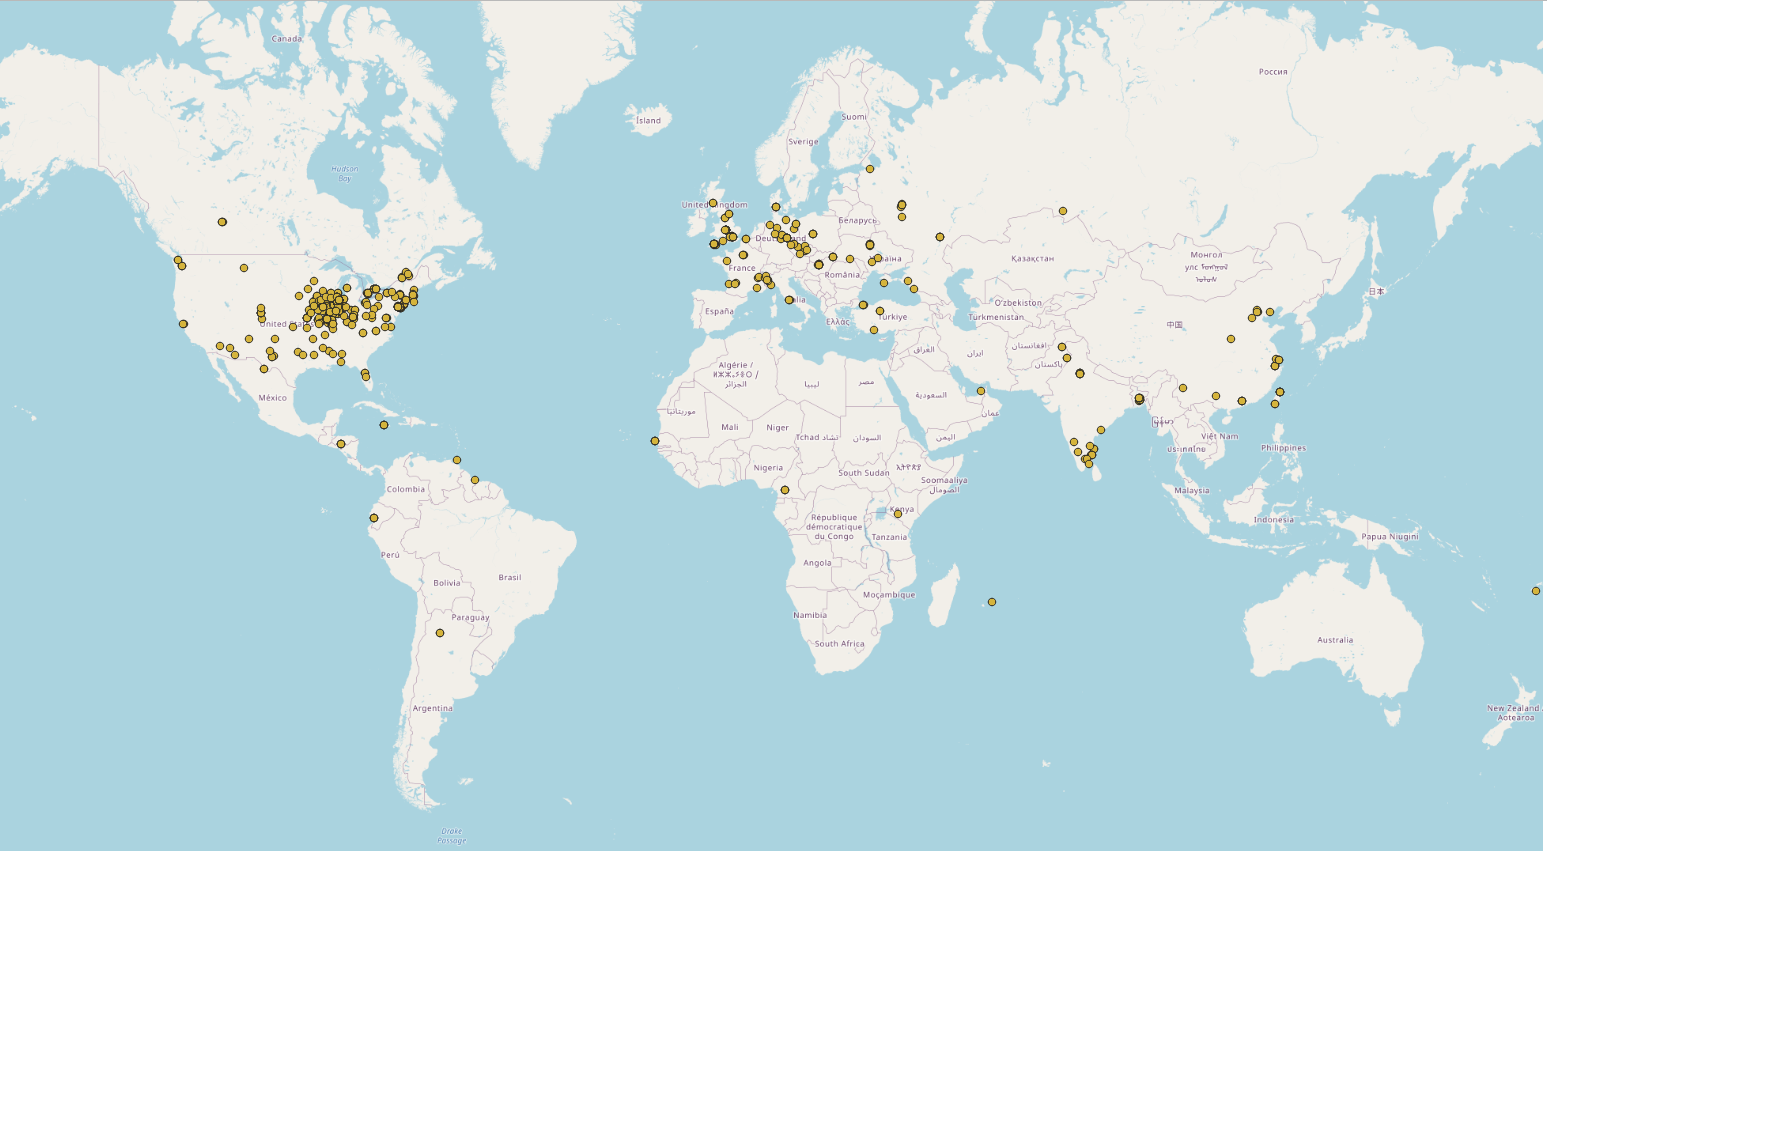 Canada
Россия
Ísland
Suomi
Sverige
Hudson
Bay
United Kingdom
Беларусь
Deutschland
Україна
Қазақстан
Монгол
улс
France
România
日本
O'zbekiston
España
Italia
Türkiye
Türkmenistan
Ελλάς
中国
United States
افغانستان
ایران
العراق
پاکستان
Algérie /
ⵍⵣⵣⴰⵢⴻⵔ /
الجزائر
ليبيا
مصر
السعودية
México
موريتانيا
عمان
Mali
Niger
Tchad تشاد
السودان
اليمن
Việt Nam
ประเทศไทย
Philippines
Nigeria
South Sudan
ኢትዮጵያ
Soomaaliya
الصومال
Colombia
Malaysia
Kenya
République
démocratique
du Congo
Indonesia
Tanzania
Papua Niugini
Perú
Angola
Bolivia
Brasil
Moçambique
Paraguay
Namibia
South Africa
Australia
Argentina
New Zealand
Aotearoa
Drake
Passage